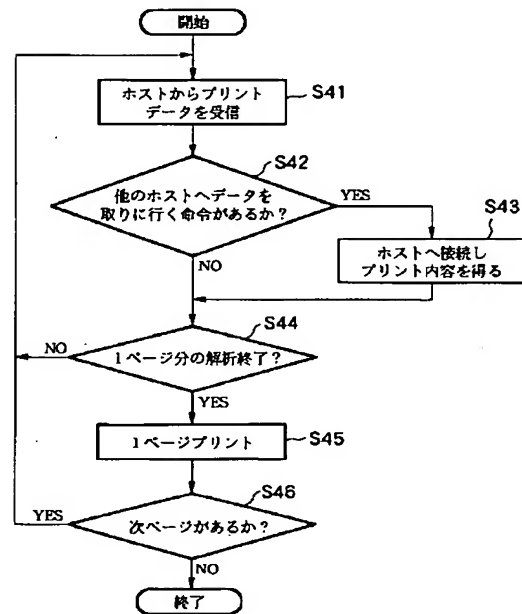 開始
ホストからプリント
データを受信
S41
S42
他のホストへデータを
取りに行く命令があるか?
YES
S43
ホストへ接続し
プリント内容を得る
NO
S44
NO
1ページ分の解析終了?
YES
1ページプリント
S45
S46
YES
次ページがあるか?
NO
終了